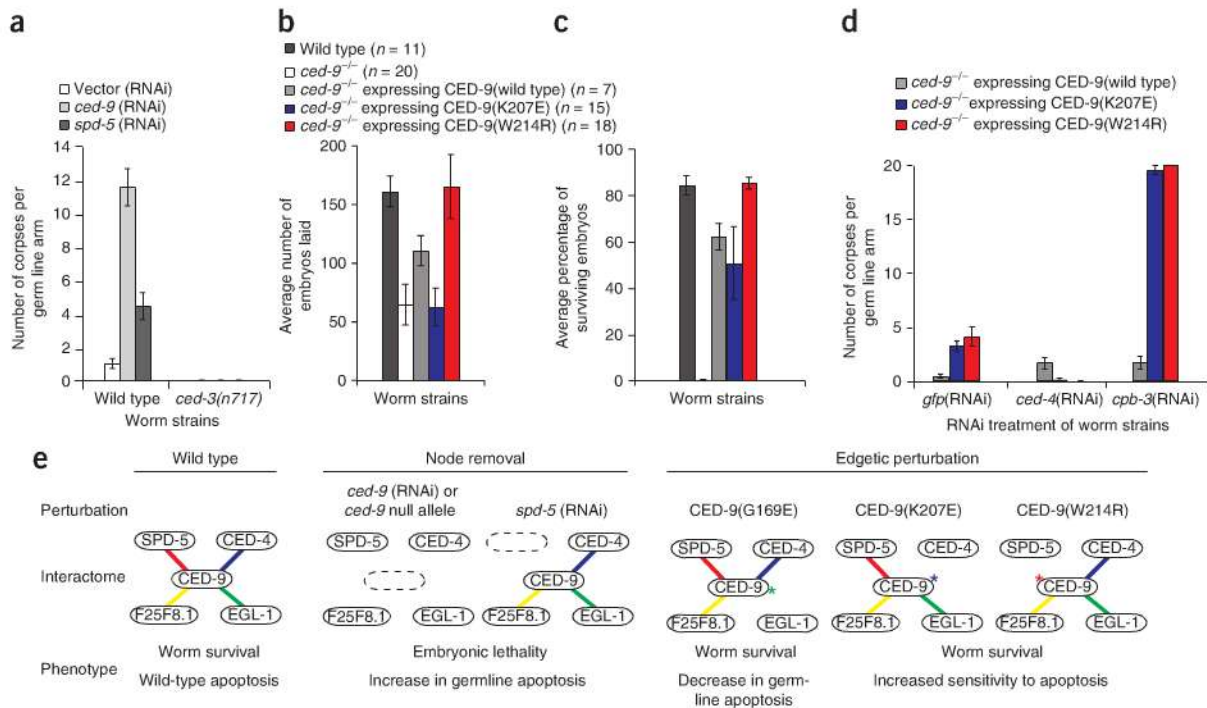 a
Vector (RNAi)
ced-9 (RNAi)
spd-5 (RNAi)
Number of corpses per
germ line arm
14
12
10
8
6
4
2
0
Wild type ced-3(n717)
Worm strains
b
Wild type (n = 11)
ced-9−/− (n = 20)
ced-9−/− expressing CED-9(wild type) (n = 7)
ced-9−/− expressing CED-9(K207E) (n = 15)
ced-9−/− expressing CED-9(W214R) (n = 18)
Average number of
embryos laid
200
150
100
50
0
Worm strains
c
Average percentage of
surviving embryos
100
80
60
40
20
0
Worm strains
d
ced-9−/− expressing CED-9(wild type)
ced-9−/− expressing CED-9(K207E)
ced-9−/− expressing CED-9(W214R)
Number of corpses per
germ line arm
20
15
10
5
0
gfp(RNAi) ced-4(RNAi) cpb-3(RNAi)
RNAi treatment of worm strains
e
Wild type Node removal Edgetic perturbation
Perturbation
ced-9 (RNAi) or
ced-9 null allele spd-5 (RNAi) CED-9(G169E) CED-9(K207E) CED-9(W214R)
SPD-5 CED-4 SPD-5 CED-4 CED-4 SPD-5 CED-4 SPD-5 CED-4 SPD-5 CED-4
Interactome CED-9 CED-9 CED-9* CED-9* *CED-9
F25F8.1 EGL-1 F25F8.1 EGL-1 F25F8.1 EGL-1 F25F8.1 EGL-1 F25F8.1 EGL-1 F25F8.1 EGL-1
Phenotype
Worm survival Embryonic lethality Worm survival Worm survival
Wild-type apoptosis Increase in germline apoptosis Decrease in germ-
line apoptosis Increased sensitivity to apoptosis